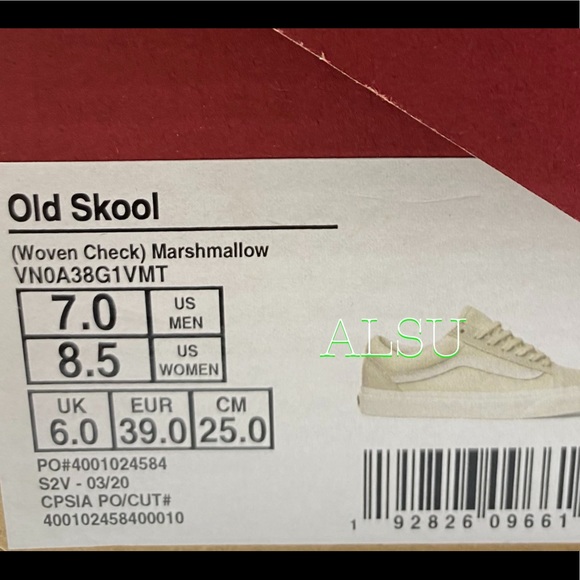 Old Skool
(Woven Check) Marshmallow
VN0A38G1VMT
7.0 US MEN
8.5 US WOMEN
UK EUR CM
6.0 39.0 25.0
ALSU
PO#4001024584
S2V - 03/20
CPSIA PO/CUT#
400102458400010
1 92826 09661